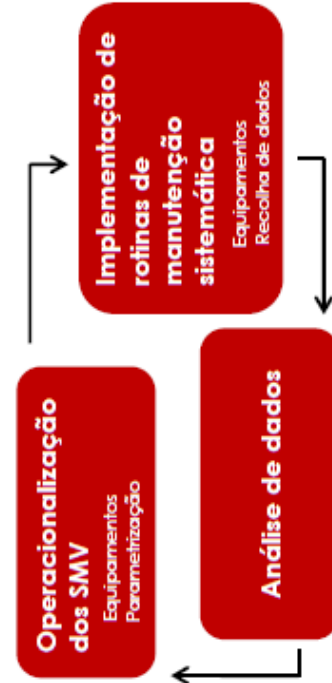 Operacionalização
dos SMV
Equipamentos
Parametrização
Implementação de
rotinas de
manutenção
sistemática
Equipamentos
Recolha de dados
Análise de dados